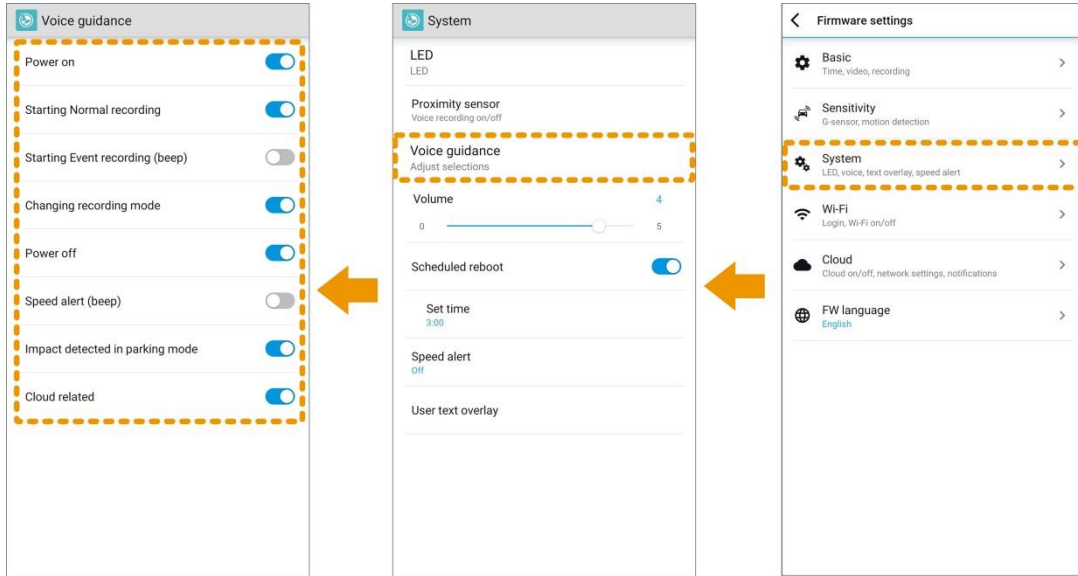 Voice guidance
Power on
Starting Normal recording
Starting Event recording (beep)
Changing recording mode
Power off
Speed alert (beep)
Impact detected in parking mode
Cloud related
System
LED
LED
Proximity sensor
Voice recording on/off
Voice guidance
Adjust selections
Volume 4
0 5
Scheduled reboot
Set time
3:00
Speed alert
Off
User text overlay
Firmware settings
Basic
Time, video, recording
Sensitivity
G-sensor, motion detection
System
LED, voice, text overlay, speed alert
Wi-Fi
Login, Wi-Fi on/off
Cloud
Cloud on/off, network settings, notifications
FW language
English